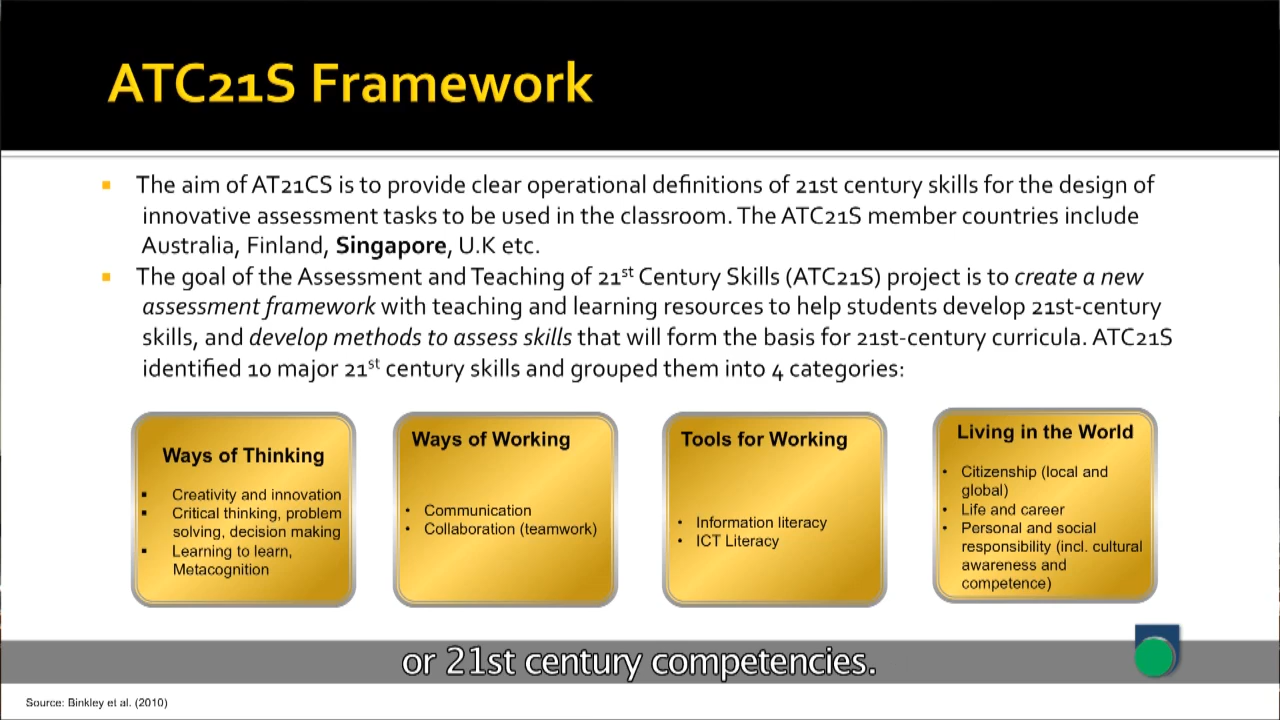 ATC21S Framework
▪ The aim of AT21CS is to provide clear operational definitions of 21st century skills for the design of
innovative assessment tasks to be used in the classroom. The ATC21S member countries include
Australia, Finland, Singapore, U.K etc.
▪ The goal of the Assessment and Teaching of 21st Century Skills (ATC21S) project is to create a new
assessment framework with teaching and learning resources to help students develop 21st-century
skills, and develop methods to assess skills that will form the basis for 21st-century curricula. ATC21S
identified 10 major 21st century skills and grouped them into 4 categories:
Ways of Thinking
▪ Creativity and innovation
▪ Critical thinking, problem
solving, decision making
▪ Learning to learn,
Metacognition
Ways of Working
• Communication
• Collaboration (teamwork)
Tools for Working
• Information literacy
• ICT Literacy
Living in the World
• Citizenship (local and
global)
• Life and career
• Personal and social
responsibility (incl. cultural
awareness and
competence)
or 21st century competencies.
Source: Binkley et al. (2010)